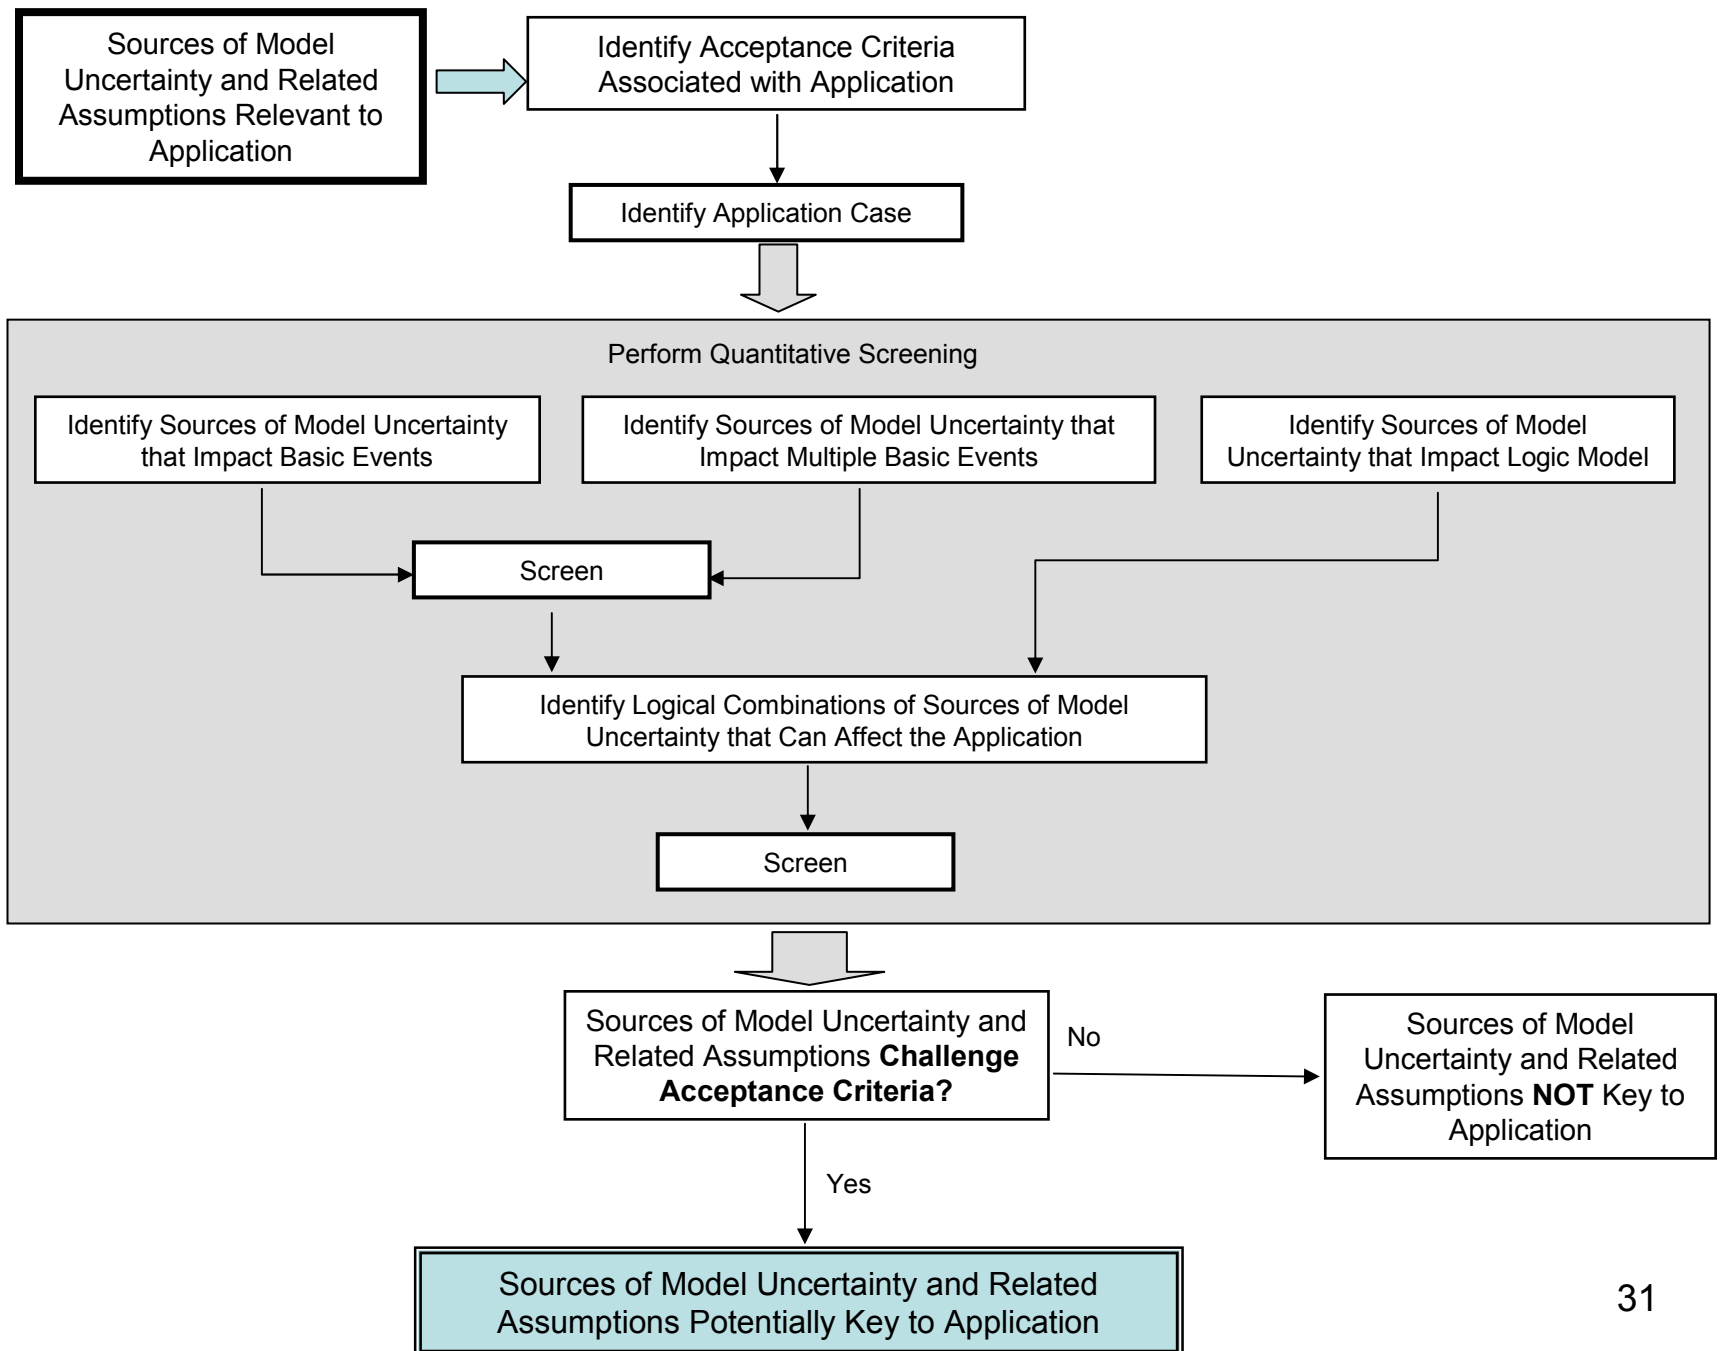 Sources of Model
Uncertainty and Related
Assumptions Relevant to
Application
Identify Acceptance Criteria
Associated with Application
Identify Application Case
Perform Quantitative Screening
Identify Sources of Model Uncertainty
that Impact Basic Events
Identify Sources of Model Uncertainty that
Impact Multiple Basic Events
Identify Sources of Model
Uncertainty that Impact Logic Model
Screen
Identify Logical Combinations of Sources of Model
Uncertainty that Can Affect the Application
Screen
Sources of Model Uncertainty and
Related Assumptions Challenge
Acceptance Criteria?
No
Sources of Model
Uncertainty and Related
Assumptions NOT Key to
Application
Yes
Sources of Model Uncertainty and Related
Assumptions Potentially Key to Application
31